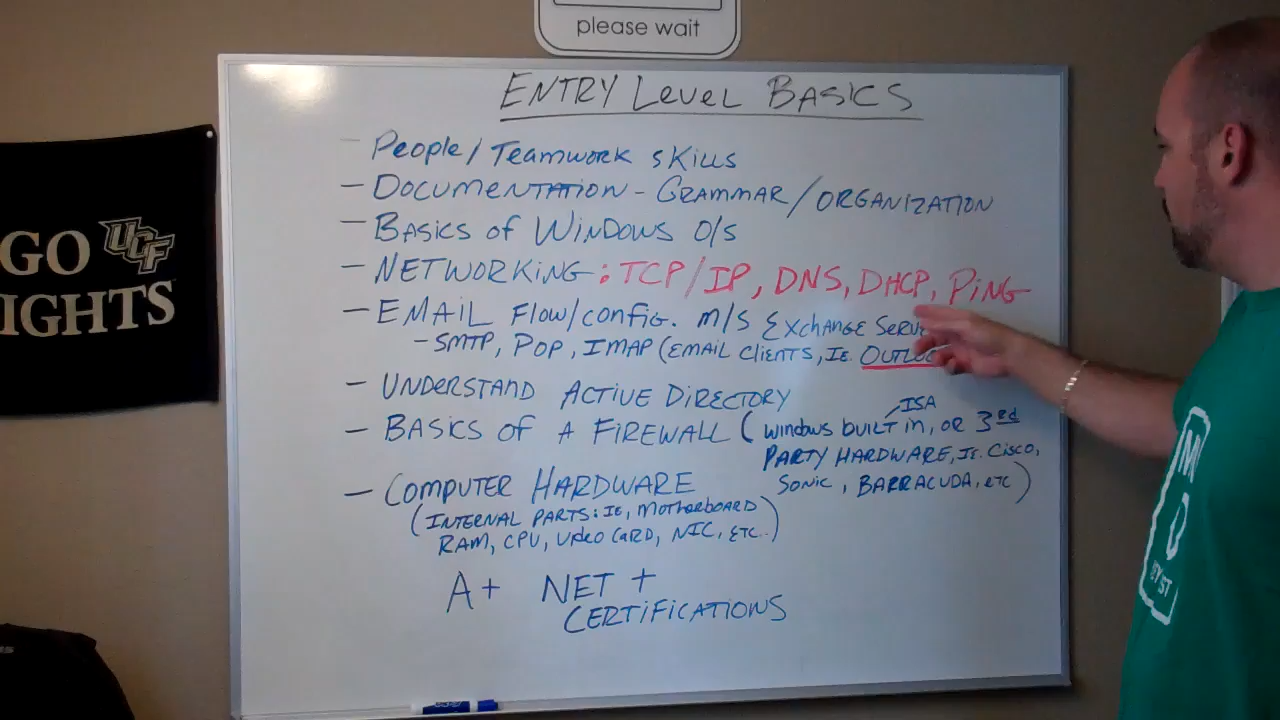 please wait
ENTRY LEVEL BASICS
People/Teamwork skills
- DOCUMENTATION - GRAMMAR/ORGANIZATION
- BASICS of WINDOWS O/S
- NETWORKING: TCP/IP, DNS, DHCP, PiNG
- EMAIL Flow/config. M/S Exchange
- SMTP, POP, IMAP (EMAIL clients, IE.
- UNDERSTAND ACTIVE DIRECTORY
ISA
- BASICS OF A FIREWALL (windows built in, OR 3rd
PARTY HARDWARE, IE. Cisco,
SONIC, BARRACUDA, etc)
- COMPUTER HARDWARE
(INTERNAL PARTS: IE, MOTHERBOARD
RAM, CPU, VIDEO CARD, NIC, ETC..)
A+ NET +
CERTIFICATIONS
GO UCF
IGHTS
M
D